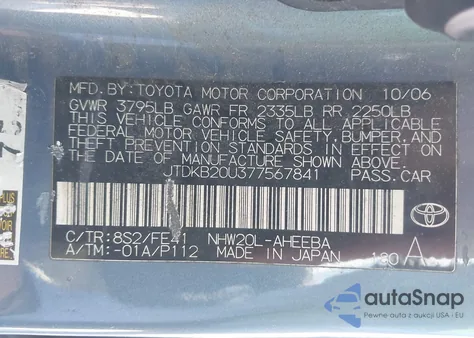 MFD.BY:TOYOTA MOTOR CORPORATION 10/06
GVWR 3795LB GAWR FR 2335LB RR 2250LB
THIS VEHICLE CONFORMS TO ALL APPLICABLE
FEDERAL MOTOR VEHICLE SAFETY, BUMPER, AND
THEFT PREVENTION STANDARDS IN EFFECT ON
THE DATE OF MANUFACTURE SHOWN ABOVE.
JTDKB20U377567841 PASS.CAR
C/TR:8S2/FE41 NHW20L-AHEEBA
A/TM:-01A/P112 MADE IN JAPAN
TOYOTA
autoSnap
Pewne auto z USA - EU